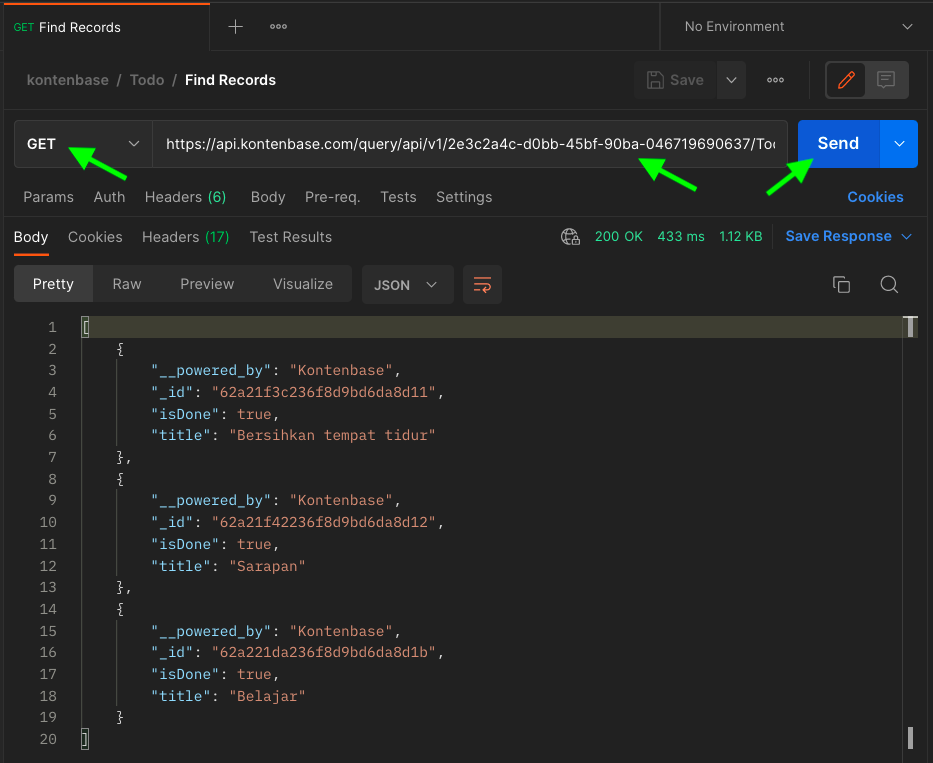 GET Find Records
No Environment
kontenbase / Todo / Find Records
Save
GET
https://api.kontenbase.com/query/api/v1/2e3c2a4c-d0bb-45bf-90ba-046719690637/Toc
Send
Params Auth Headers (6) Body Pre-req. Tests Settings
Cookies
Body Cookies Headers (17) Test Results
200 OK 433 ms 1.12 KB Save Response
Pretty Raw Preview Visualize JSON
1 [
2 {
3 "__powered_by": "Kontenbase",
4 "_id": "62a21f3c236f8d9bd6da8d11",
5 "isDone": true,
6 "title": "Bersihkan tempat tidur"
7 },
8 {
9 "__powered_by": "Kontenbase",
10 "_id": "62a21f42236f8d9bd6da8d12",
11 "isDone": true,
12 "title": "Sarapan"
13 },
14 {
15 "__powered_by": "Kontenbase",
16 "_id": "62a221da236f8d9bd6da8d1b",
17 "isDone": true,
18 "title": "Belajar"
19 }
20 ]